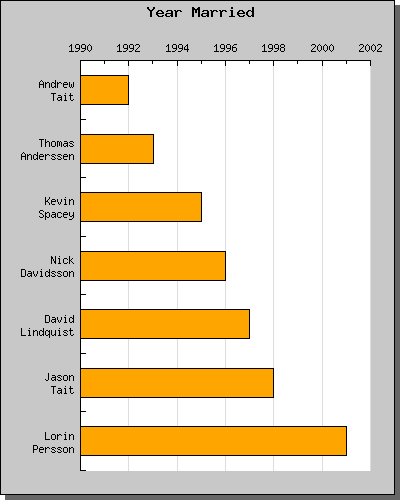 Year Married
1990 1992 1994 1996 1998 2000 2002
Andrew
Tait
Thomas
Anderssen
Kevin
Spacey
Nick
Davidsson
David
Lindquist
Jason
Tait
Lorin
Persson